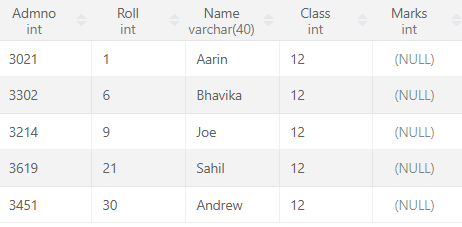 Admno Roll Name Class Marks
int int varchar(40) int int
3021 1 Aarin 12 (NULL)
3302 6 Bhavika 12 (NULL)
3214 9 Joe 12 (NULL)
3619 21 Sahil 12 (NULL)
3451 30 Andrew 12 (NULL)